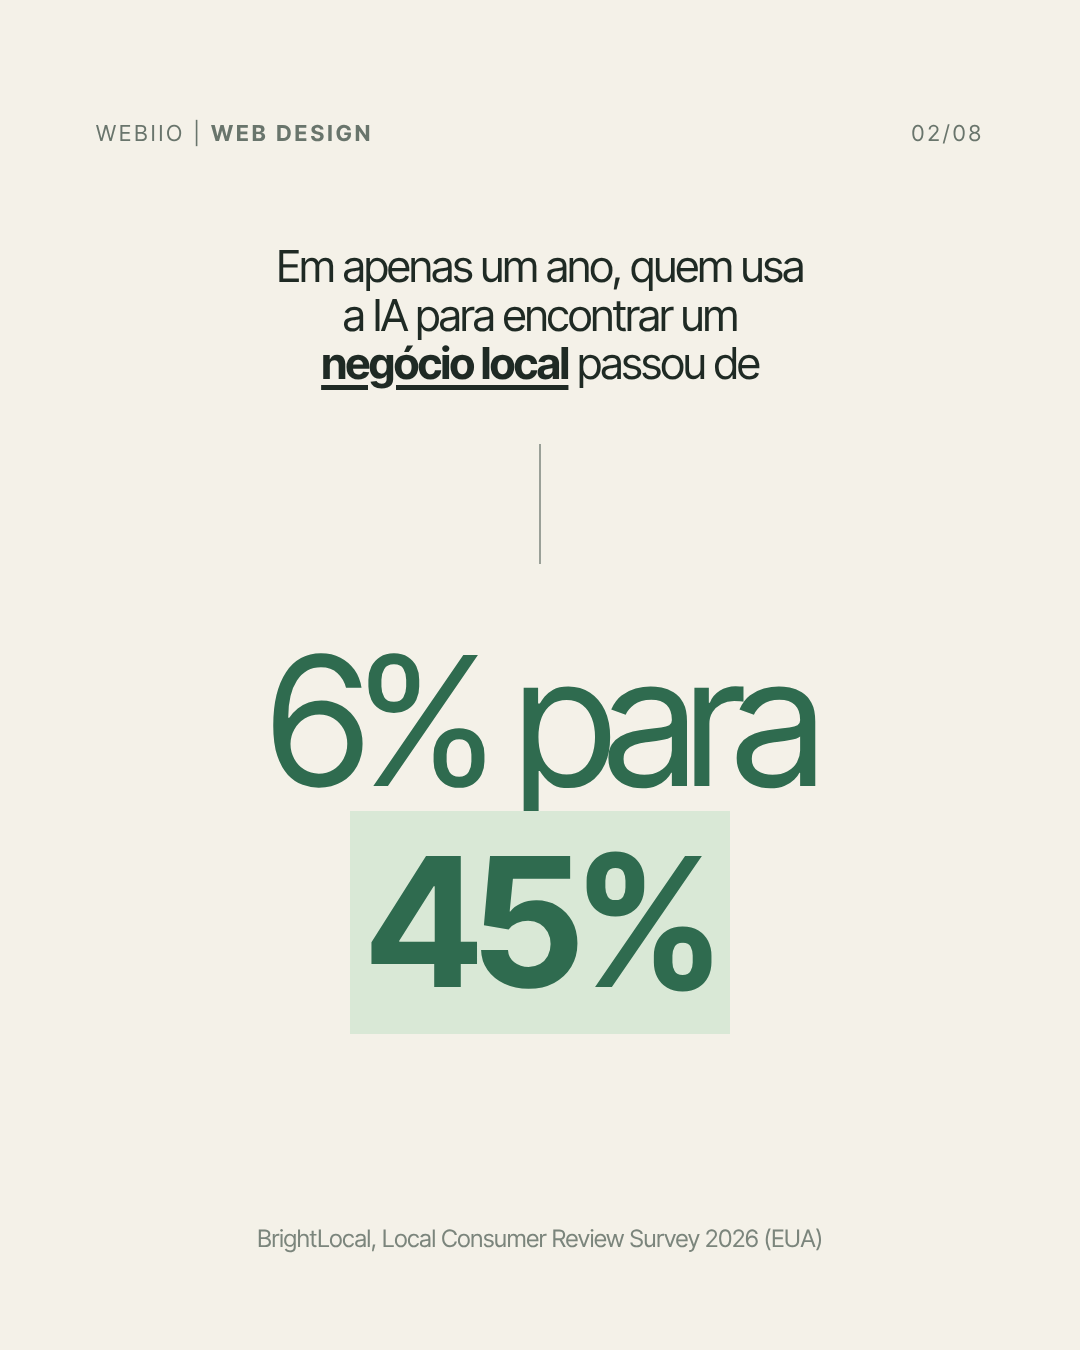 WEBIIO | WEB DESIGN
02/08
Em apenas um ano, quem usa
a IA para encontrar um
negócio local passou de
6% para
45%
BrightLocal, Local Consumer Review Survey 2026 (EUA)